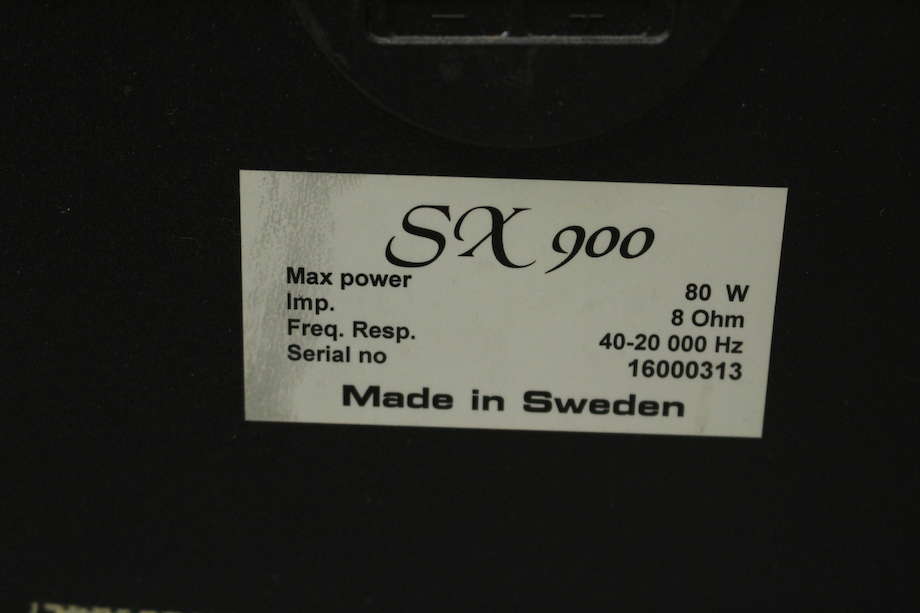 SX 900
Max power 80 W
Imp. 8 Ohm
Freq. Resp. 40-20 000 Hz
Serial no 16000313
Made in Sweden